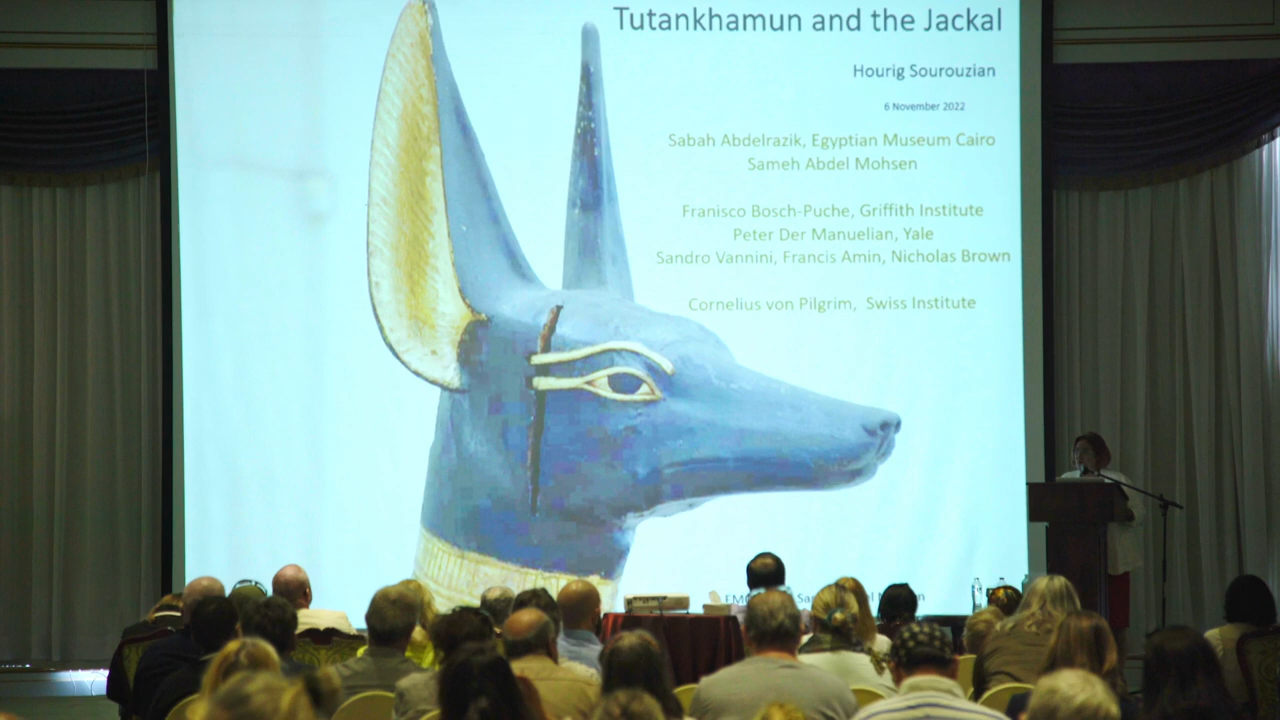 Tutankhamun and the Jackal
Hourig Sourouzian
6 November 2022
Sabah Abdelrazik, Egyptian Museum Cairo
Sameh Abdel Mohsen
Franisco Bosch-Puche, Griffith Institute
Peter Der Manuelian, Yale
Sandro Vannini, Francis Amin, Nicholas Brown
Cornelius von Pilgrim, Swiss Institute